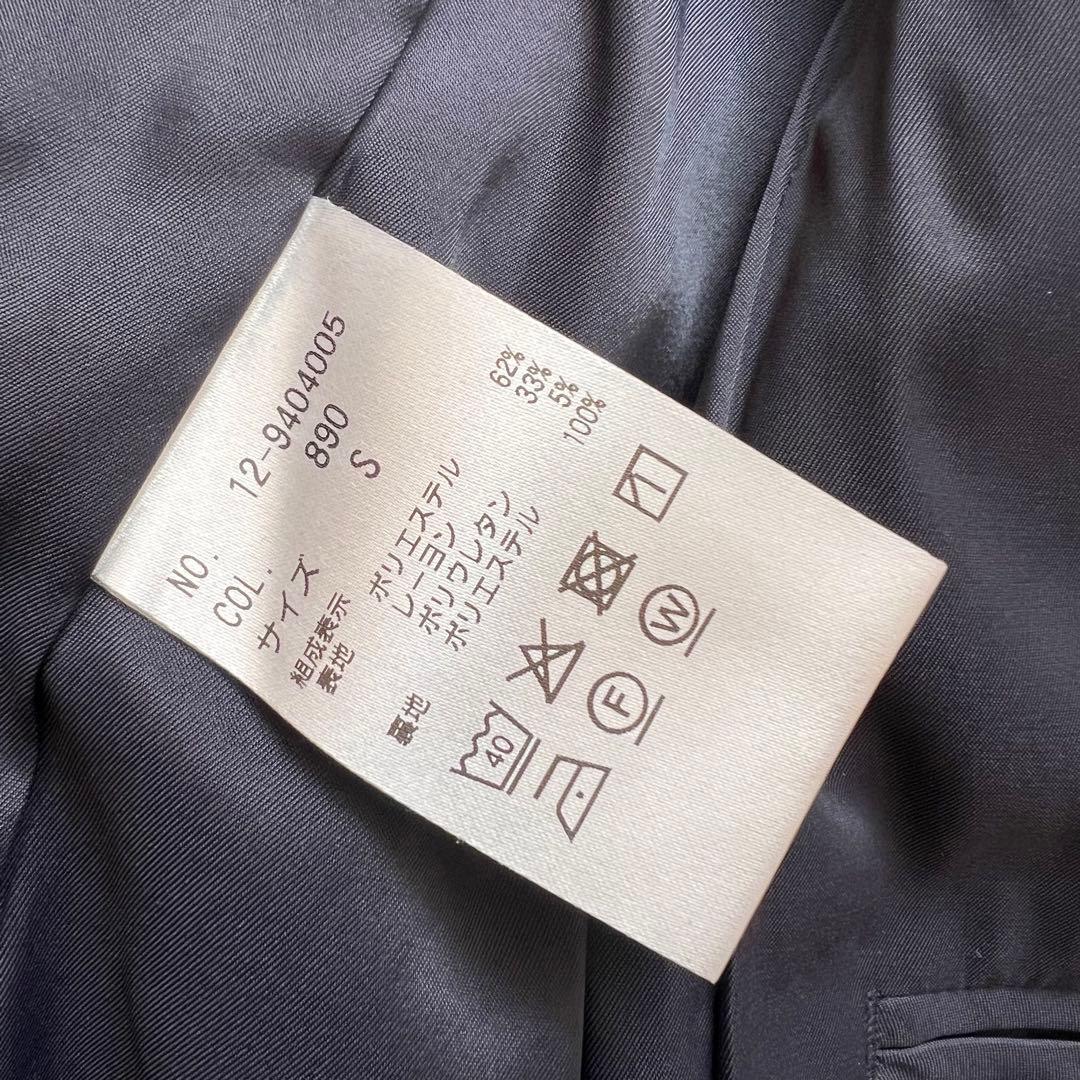 NO. 12-9404005
COL. 890
サイズ S
組成表示
表地 ポリエステル 62%
レーヨン 33%
ポリウレタン 5%
裏地 ポリエステル 100%
40
F W